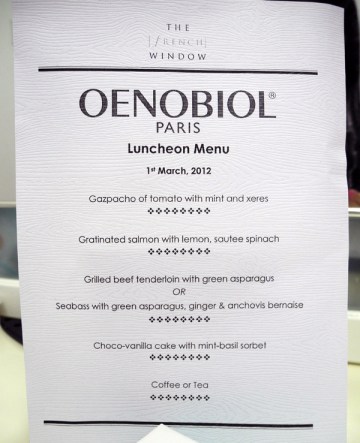 THE
FRENCH
WINDOW
OENOBIOL®
PARIS
Luncheon Menu
1st March, 2012
Gazpacho of tomato with mint and xeres
Gratinated salmon with lemon, sautee spinach
Grilled beef tenderloin with green asparagus
OR
Seabass with green asparagus, ginger & anchovis bernaise
Choco-vanilla cake with mint-basil sorbet
Coffee or Tea